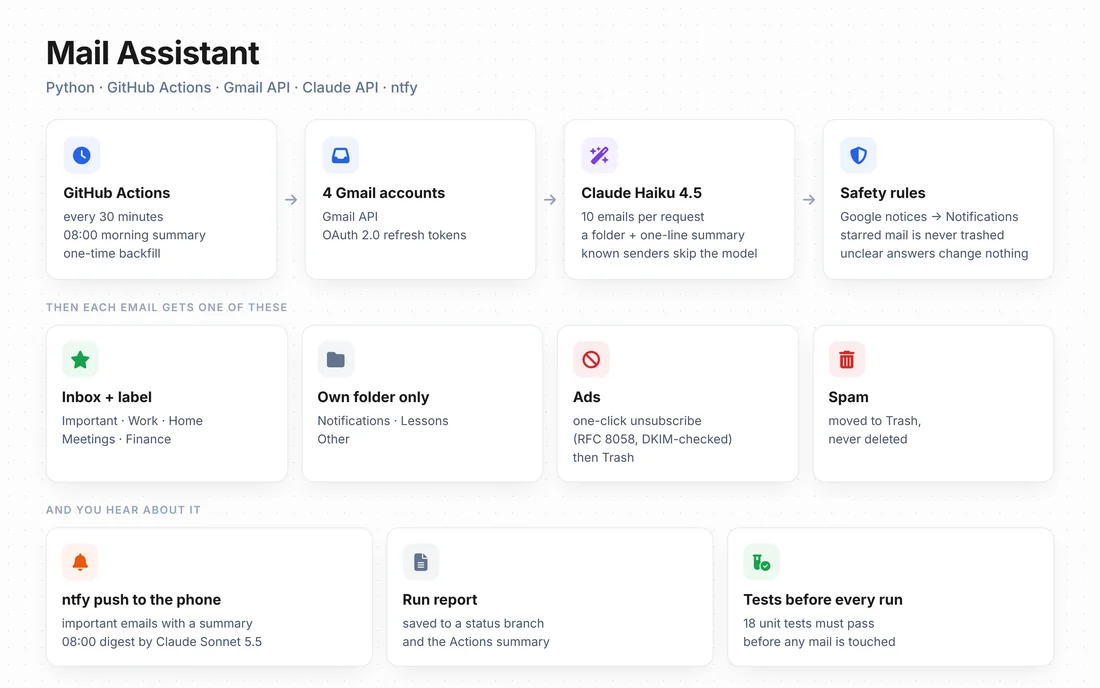 Mail Assistant
Python · GitHub Actions · Gmail API · Claude API · ntfy
GitHub Actions
every 30 minutes
08:00 morning summary
one-time backfill
4 Gmail accounts
Gmail API
OAuth 2.0 refresh tokens
Claude Haiku 4.5
10 emails per request
a folder + one-line summary
known senders skip the model
Safety rules
Google notices → Notifications
starred mail is never trashed
unclear answers change nothing
THEN EACH EMAIL GETS ONE OF THESE
Inbox + label
Important · Work · Home
Meetings · Finance
Own folder only
Notifications · Lessons
Other
Ads
one-click unsubscribe
(RFC 8058, DKIM-checked)
then Trash
Spam
moved to Trash,
never deleted
AND YOU HEAR ABOUT IT
ntfy push to the phone
important emails with a summary
08:00 digest by Claude Sonnet 5.5
Run report
saved to a status branch
and the Actions summary
Tests before every run
18 unit tests must pass
before any mail is touched